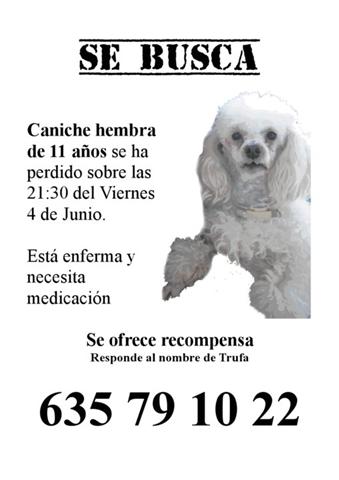 SE BUSCA
Caniche hembra
de 11 años se ha
perdido sobre las
21:30 del Viernes
4 de Junio.
Está enferma y
necesita
medicación
Se ofrece recompensa
Responde al nombre de Trufa
635 79 10 22